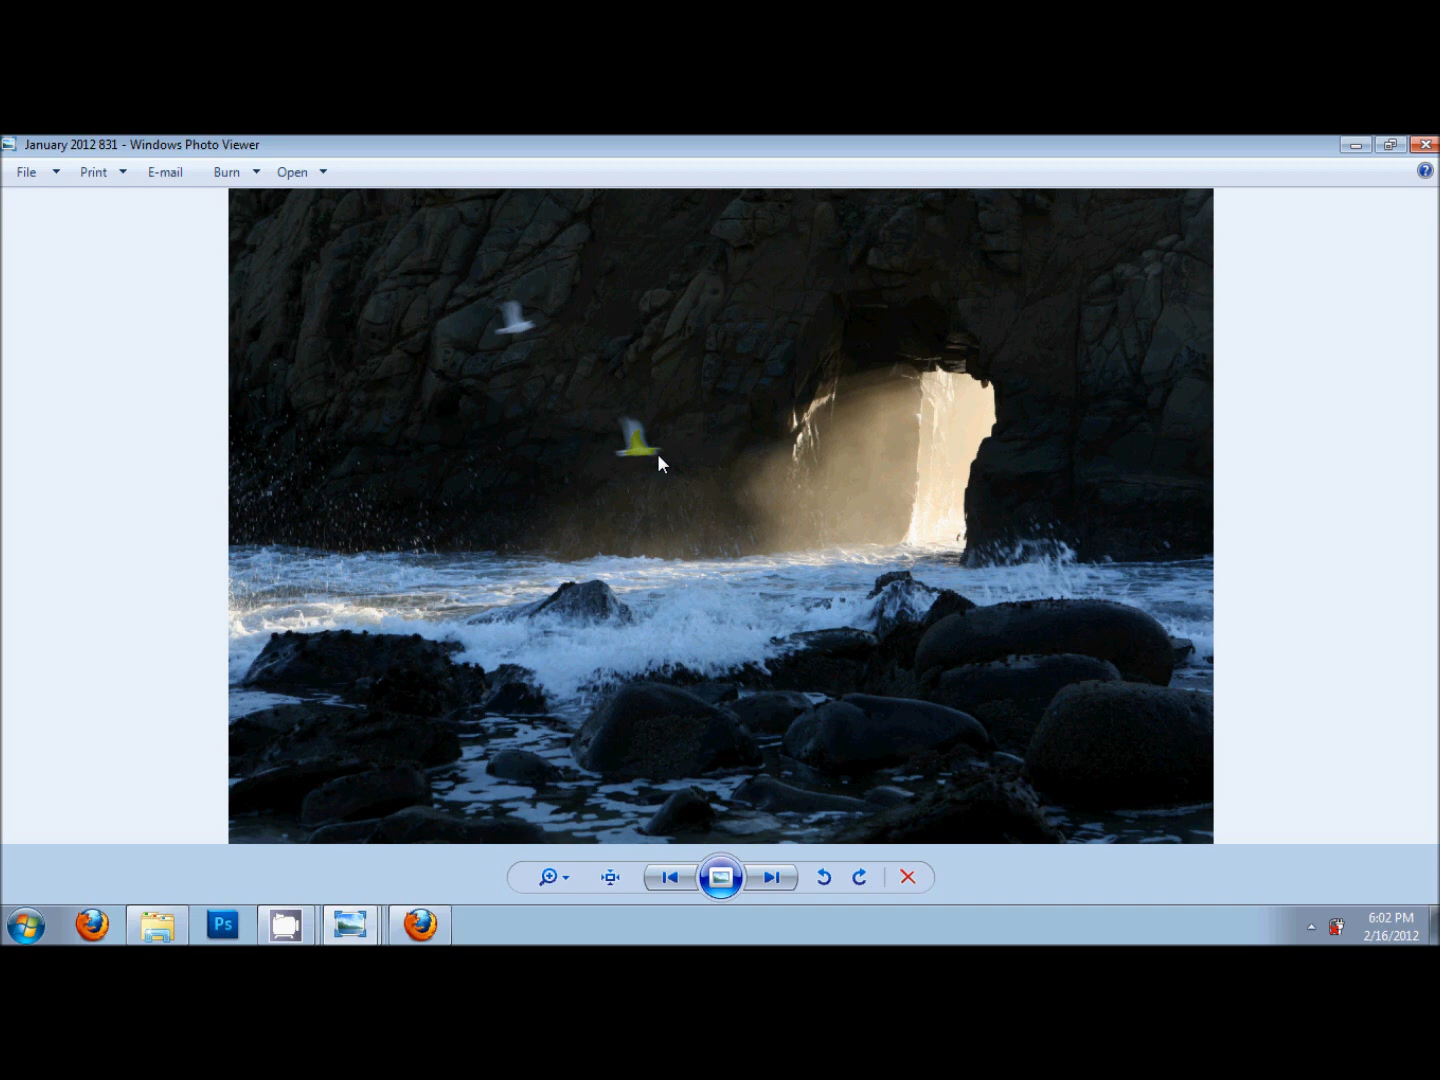 January 2012 831 - Windows Photo Viewer
File Print E-mail Burn Open
Ps
6:02 PM
2/16/2012